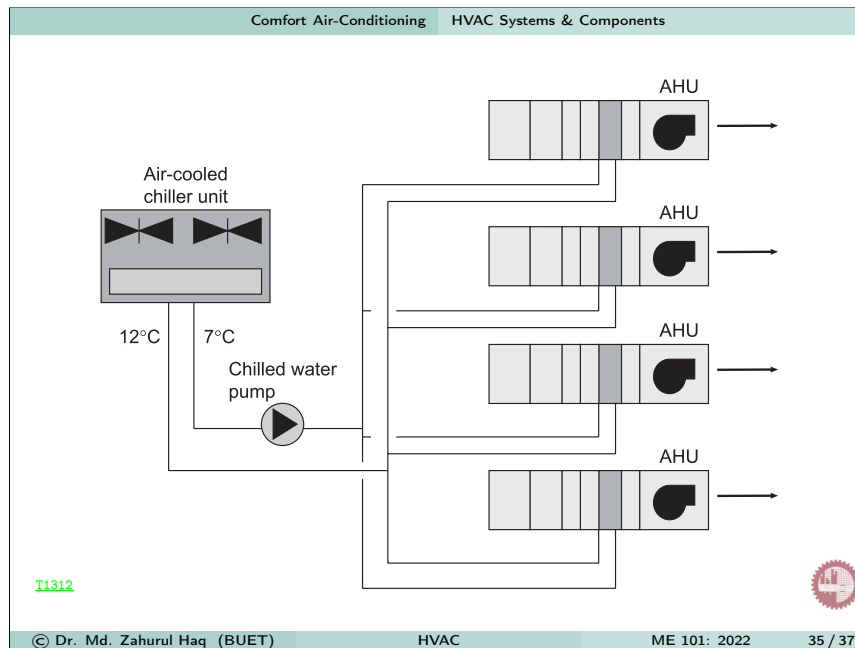 Comfort Air-Conditioning HVAC Systems & Components
AHU
Air-cooled
chiller unit
AHU
12°C 7°C
AHU
Chilled water
pump
AHU
T1312
© Dr. Md. Zahurul Haq (BUET) HVAC ME 101: 2022 35 / 37